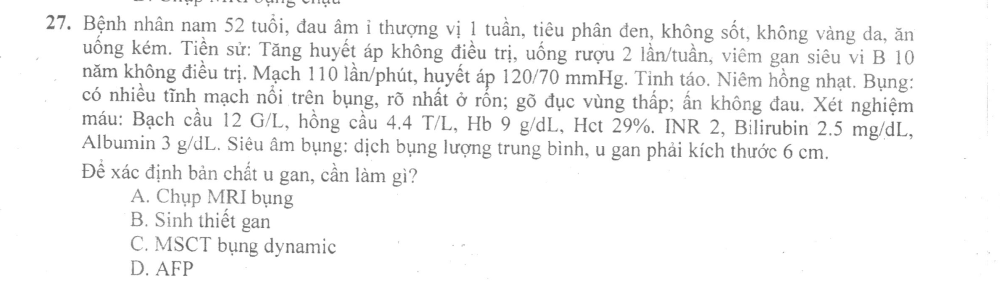 27. Bệnh nhân nam 52 tuổi, đau âm ỉ thượng vị 1 tuần, tiêu phân đen, không sốt, không vàng da, ăn
uống kém. Tiền sử: Tăng huyết áp không điều trị, uống rượu 2 lần/tuần, viêm gan siêu vi B 10
năm không điều trị. Mạch 110 lần/phút, huyết áp 120/70 mmHg. Tỉnh táo. Niêm hồng nhạt. Bụng:
có nhiều tĩnh mạch nổi trên bụng, rõ nhất ở rốn; gõ đục vùng thấp; ấn không đau. Xét nghiệm
máu: Bạch cầu 12 G/L, hồng cầu 4.4 T/L, Hb 9 g/dL, Hct 29%. INR 2, Bilirubin 2.5 mg/dL,
Albumin 3 g/dL. Siêu âm bụng: dịch bụng lượng trung bình, u gan phải kích thước 6 cm.
Để xác định bản chất u gan, cần làm gì?
A. Chụp MRI bụng
B. Sinh thiết gan
C. MSCT bụng dynamic
D. AFP